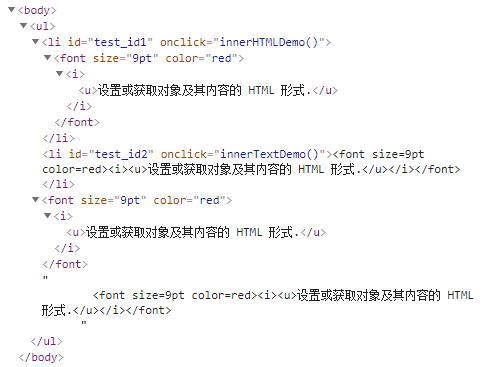 <body>
<ul>
<li id="test_id1" onclick="innerHTMLDemo()">
<font size="9pt" color="red">
<i>
<u>设置或获取对象及其内容的 HTML 形式.</u>
</i>
</font>
</li>
<li id="test_id2" onclick="innerTextDemo()"><font size=9pt
color=red><i><u>设置或获取对象及其内容的 HTML 形式.</u></i></font>
</li>
<font size="9pt" color="red">
<i>
<u>设置或获取对象及其内容的 HTML 形式.</u>
</i>
</font>
"
<font size=9pt color=red><i><u>设置或获取对象及其内容的 HTML
形式.</u></i></font>
"
</ul>
</body>